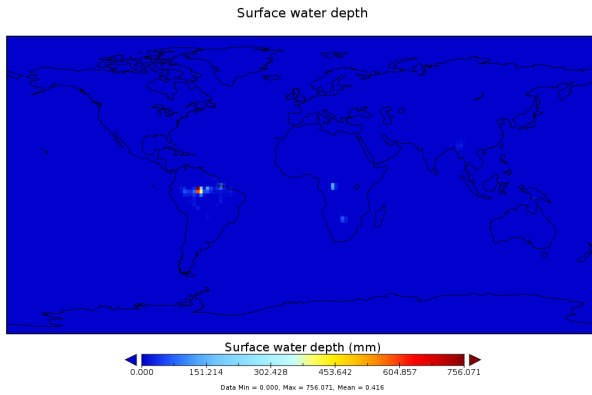 Surface water depth
Surface water depth (mm)
0.000 151.214 302.428 453.642 604.857 756.071
Data Min = 0.000, Max = 756.071, Mean = 0.416